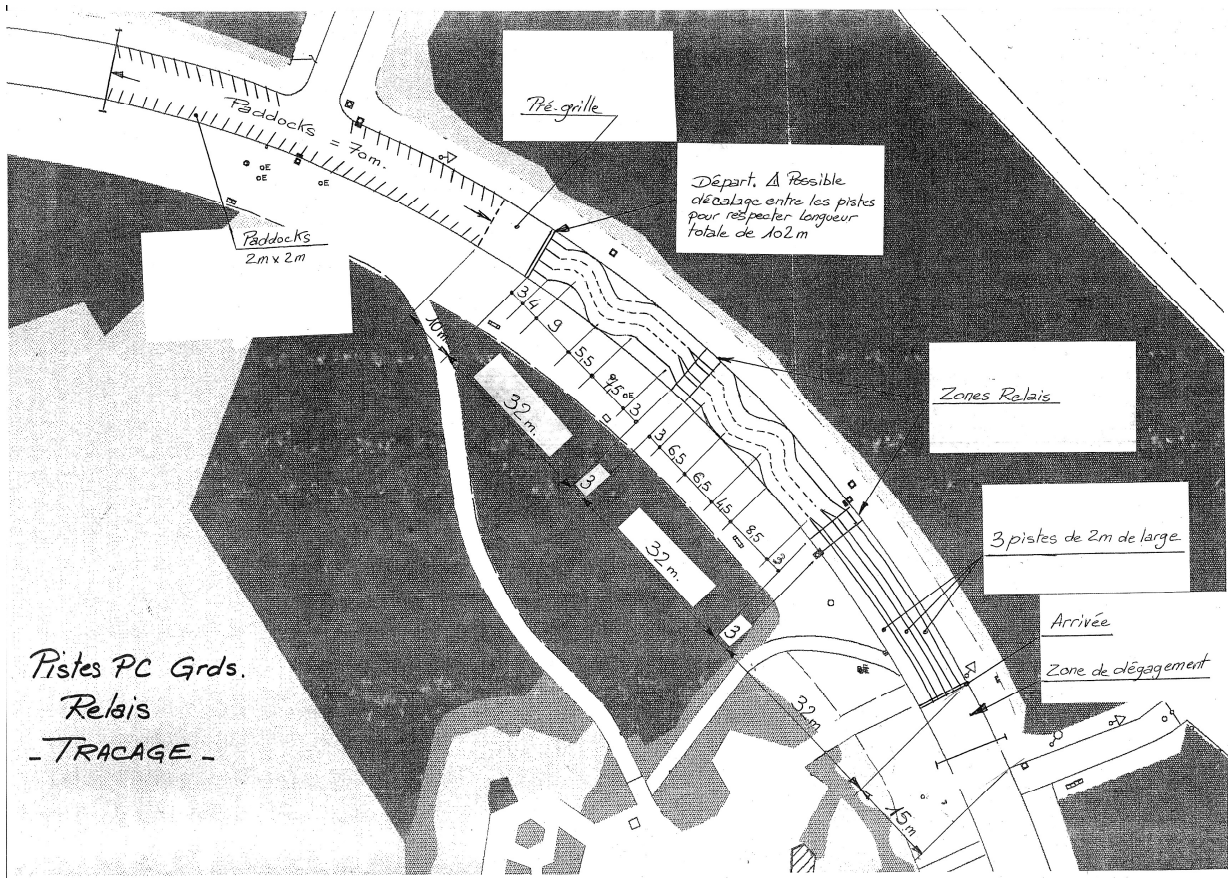 Pré-grille
Départ. Δ Possible
décalage entre les pistes
pour respecter longueur
totale de 102m
Paddocks
= 70m.
Paddocks
2m x 2m
10m
3
4
9
5,5
7,5
3
3
6,5
6,5
4,5
8,5
3
32m.
3
32m.
3
32m
15m
Zones Relais
3 pistes de 2m de large
Arrivée
Zone de dégagement
Pistes PC Grds.
Relais
- TRACAGE -
E
E
E
E
E